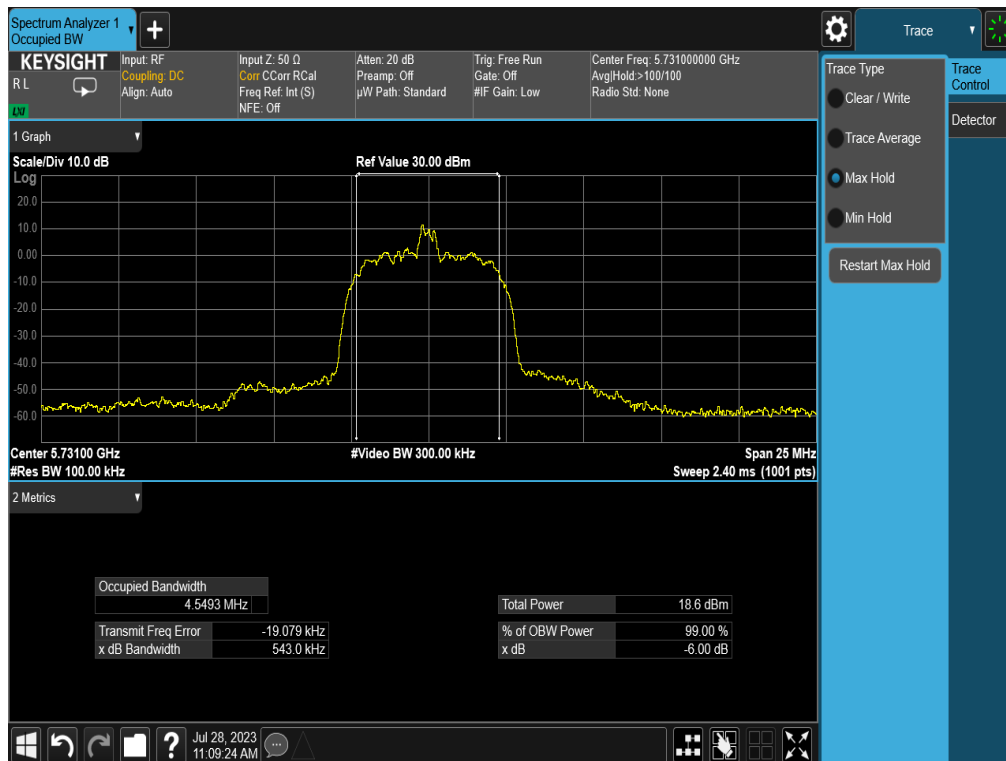 Spectrum Analyzer 1
Occupied BW
+
Trace
KEYSIGHT
R L
LXI
Input: RF
Coupling: DC
Align: Auto
Input Z: 50 Ω
Corr CCorr RCal
Freq Ref: Int (S)
NFE: Off
Atten: 20 dB
Preamp: Off
µW Path: Standard
Trig: Free Run
Gate: Off
#IF Gain: Low
Center Freq: 5.731000000 GHz
Avg|Hold:>100/100
Radio Std: None
Trace Type
Clear / Write
Trace Average
Max Hold
Min Hold
Restart Max Hold
Trace
Control
Detector
1 Graph
Scale/Div 10.0 dB
Ref Value 30.00 dBm
Log
20.0
10.0
0.00
-10.0
-20.0
-30.0
-40.0
-50.0
-60.0
Center 5.73100 GHz
#Video BW 300.00 kHz
Span 25 MHz
#Res BW 100.00 kHz
Sweep 2.40 ms (1001 pts)
2 Metrics
Occupied Bandwidth
4.5493 MHz
Total Power 18.6 dBm
Transmit Freq Error -19.079 kHz
% of OBW Power 99.00 %
x dB Bandwidth 543.0 kHz
x dB -6.00 dB
?
Jul 28, 2023
11:09:24 AM